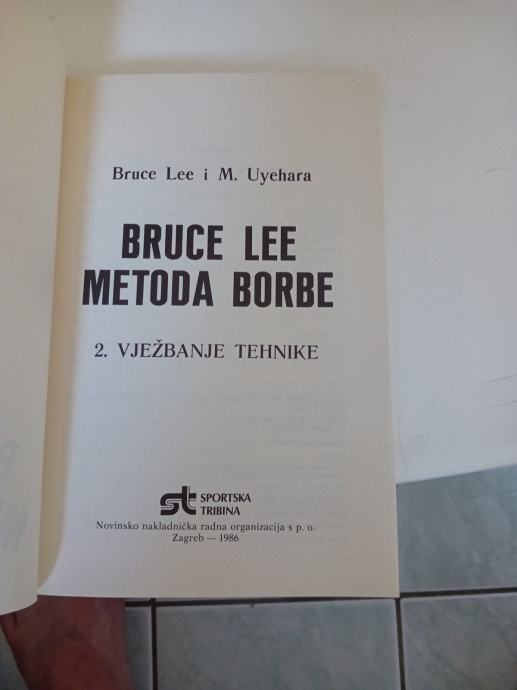 Bruce Lee i M. Uyehara
BRUCE LEE
METODA BORBE
2. VJEŽBANJE TEHNIKE
st SPORTSKA
TRIBINA
Novinsko nakladnička radna organizacija s p. o.
Zagreb — 1986